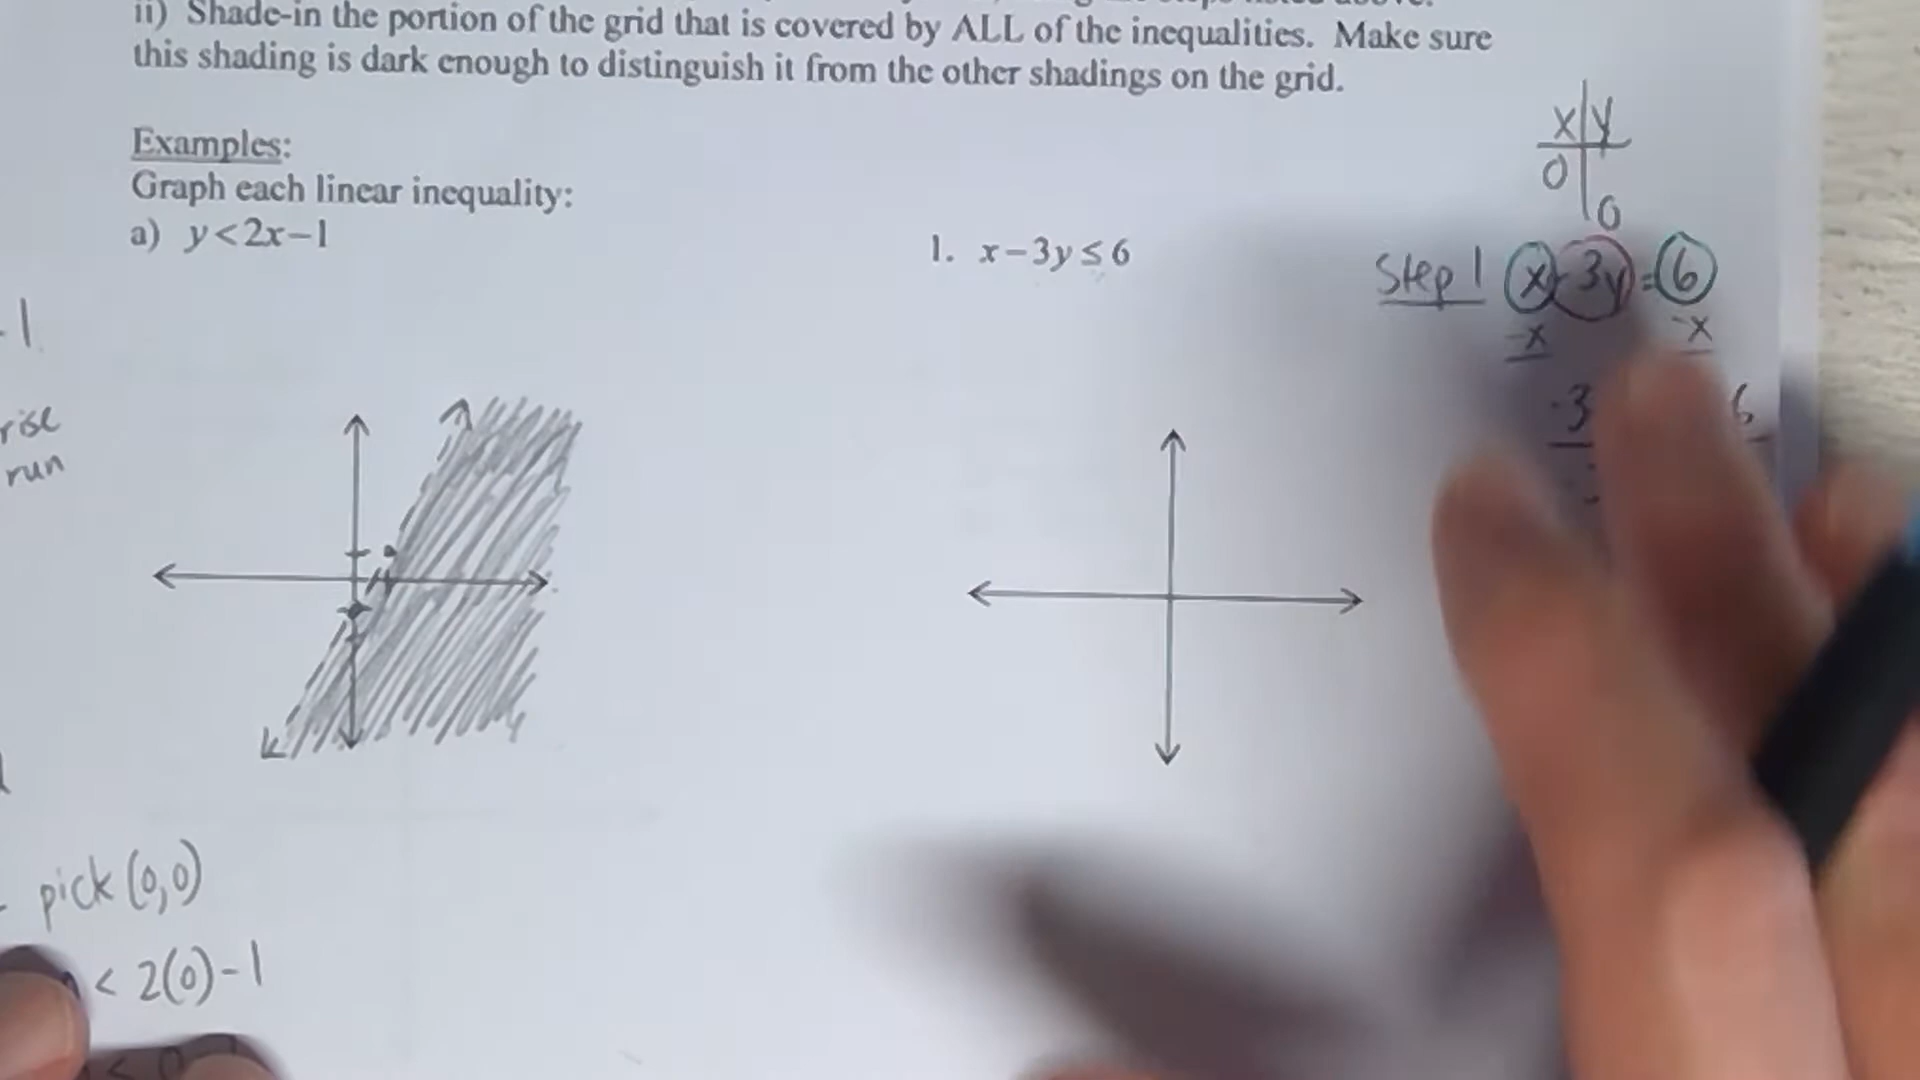 ii) Shade-in the portion of the grid that is covered by ALL of the inequalities. Make sure
this shading is dark enough to distinguish it from the other shadings on the grid.
Examples:
Graph each linear inequality:
a) y<2x-1
1. x-3y≤6
x y
0
0
Step 1 x-3y=6
-x -x
-3 6
-1
rise
run
pick (0,0)
< 2(0)-1